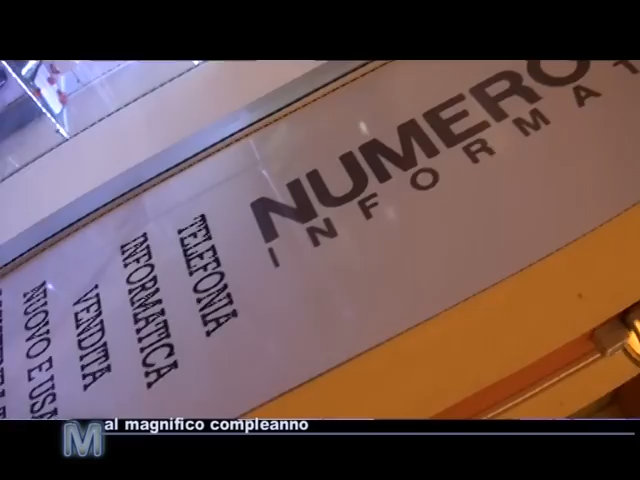 NUMERO
INFORMAT
TELEFONIA
INFORMATICA
VENDITA
NUOVO E USA
M al magnifico compleanno